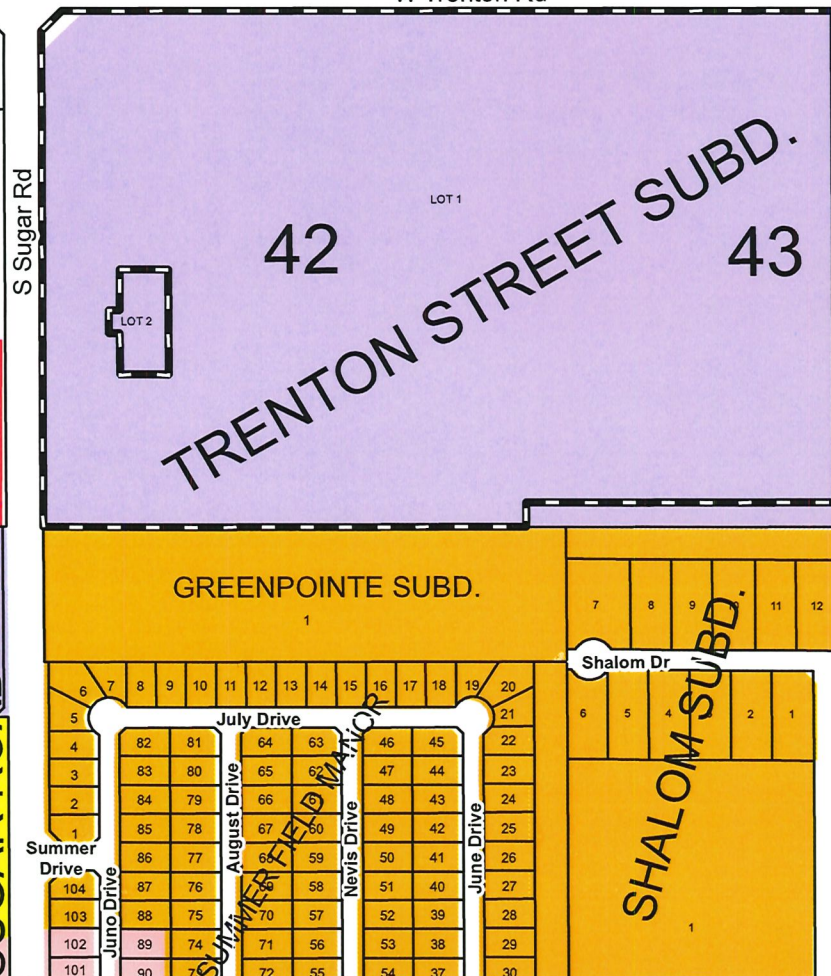 S Sugar Rd
LOT 1
42
43
TRENTON STREET SUBD.
LOT 2
GREENPOINTE SUBD.
1
7 8 9 11 12
Shalom Dr
6 5 4 2 1
SHALOM SUBD.
1
6 7 8 9 10 11 12 13 14 15 16 17 18 19 20
5 21
July Drive
4 82 81 64 63 46 45 22
3 83 80 65 62 47 44 23
2 84 79 66 48 43 24
1 85 78 67 60 49 42 25
Summer
Drive
86 77 68 59 50 41 26
104 87 76 69 58 51 40 27
103 88 75 70 57 52 39 28
102 89 74 71 56 53 38 29
101 90 72 55 54 37 30
Juno Drive
August Drive
Nevis Drive
June Drive
SUMMER FIELD MANOR